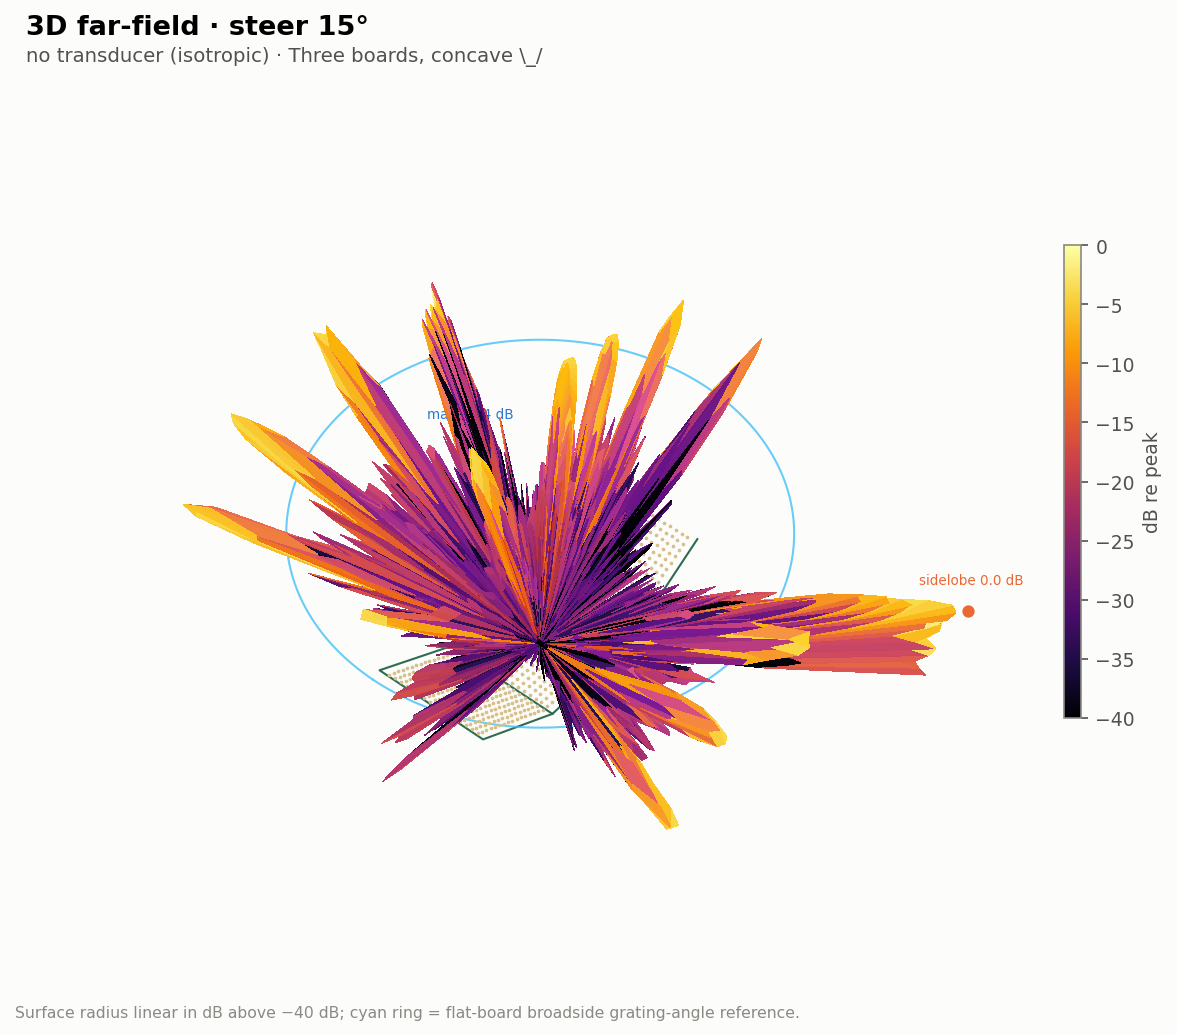 3D far-field · steer 15°
no transducer (isotropic) · Three boards, concave \_/
0
−5
−10
−15
−20
−25
−30
−35
−40
dB re peak
dB
sidelobe 0.0 dB
Surface radius linear in dB above −40 dB; cyan ring = flat-board broadside grating-angle reference.